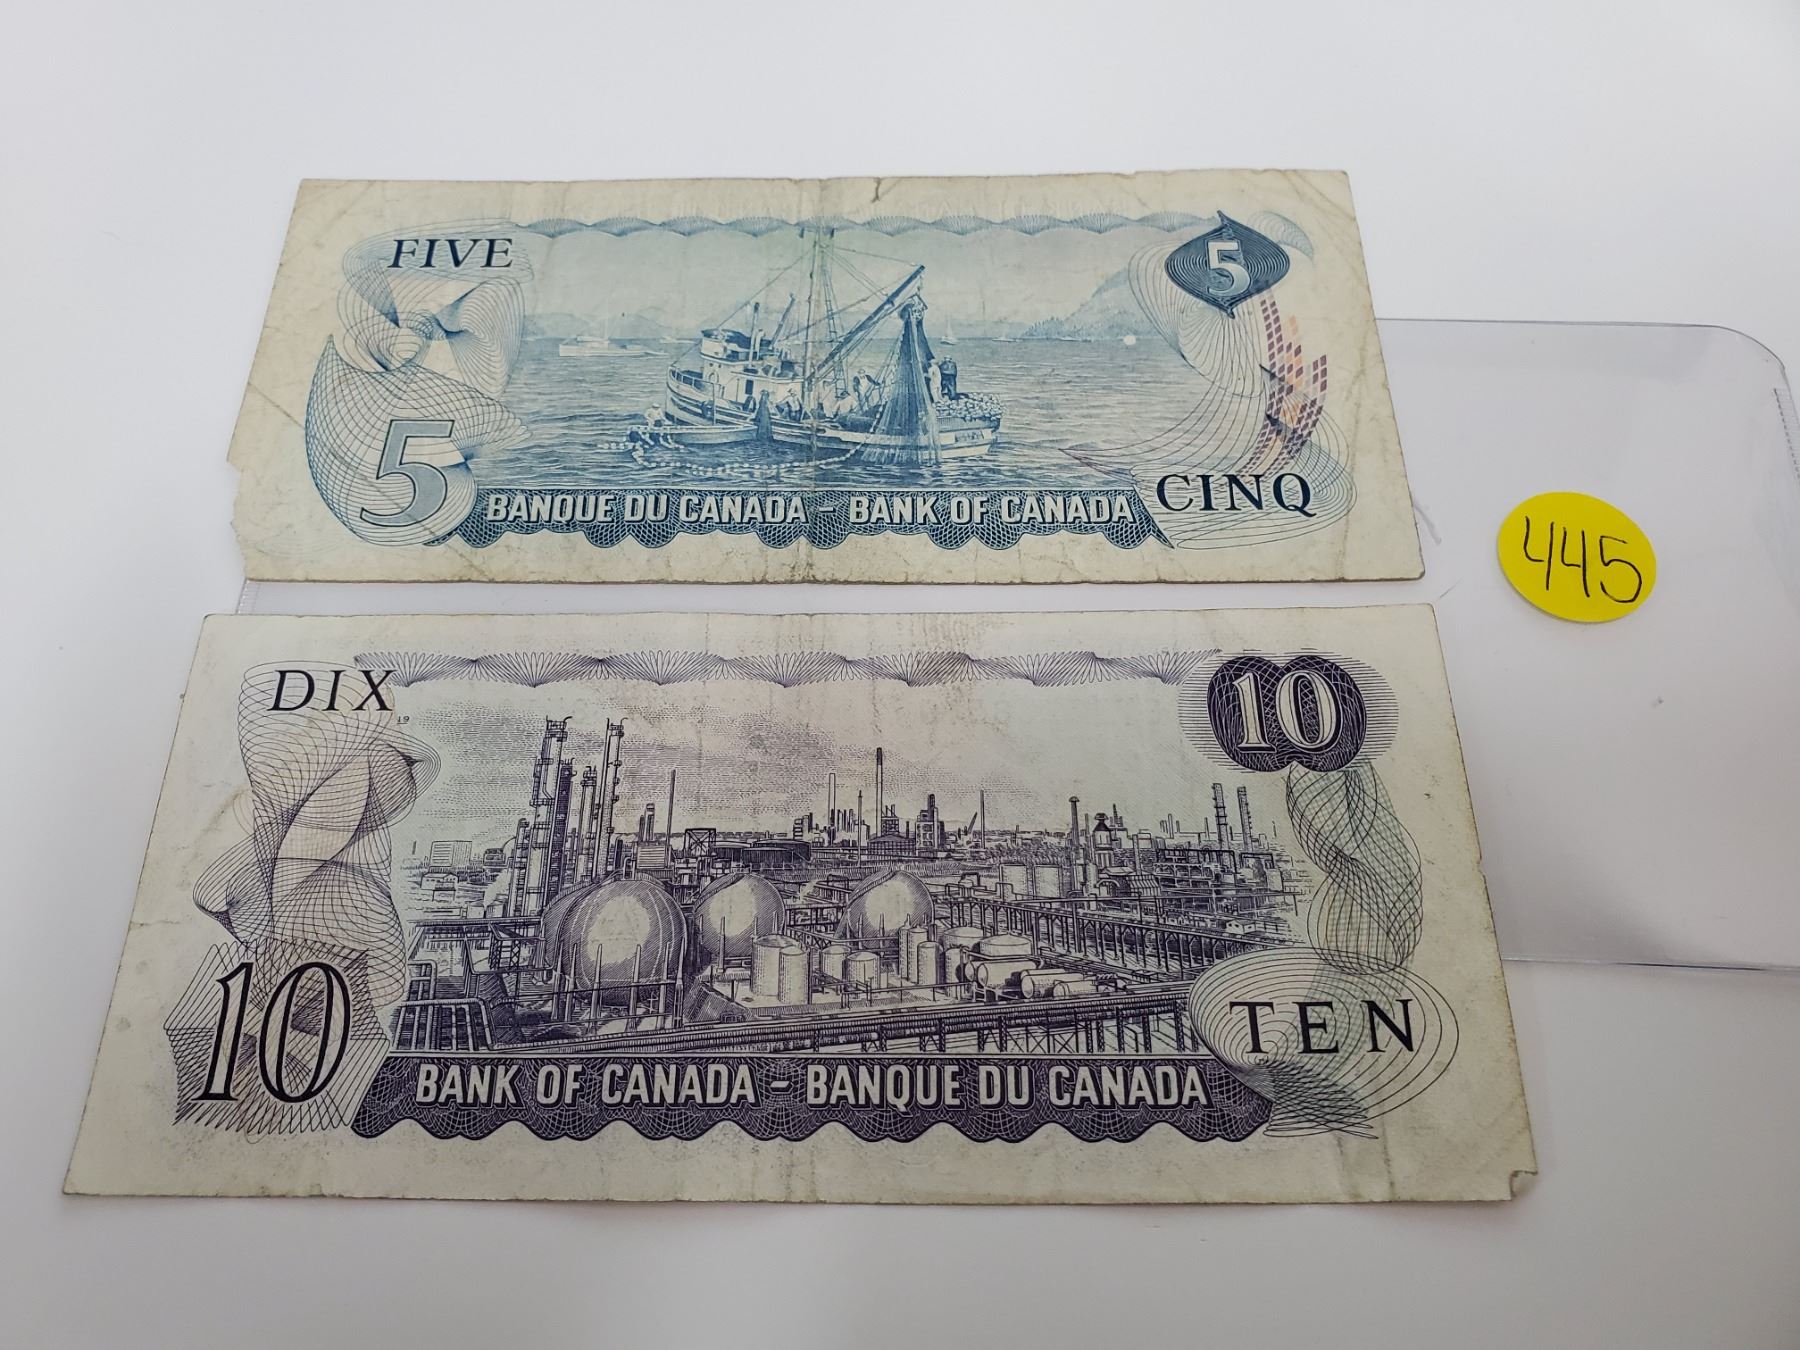 FIVE
5
5
BANQUE DU CANADA - BANK OF CANADA
CINQ
445
DIX
19
10
10
TEN
BANK OF CANADA - BANQUE DU CANADA